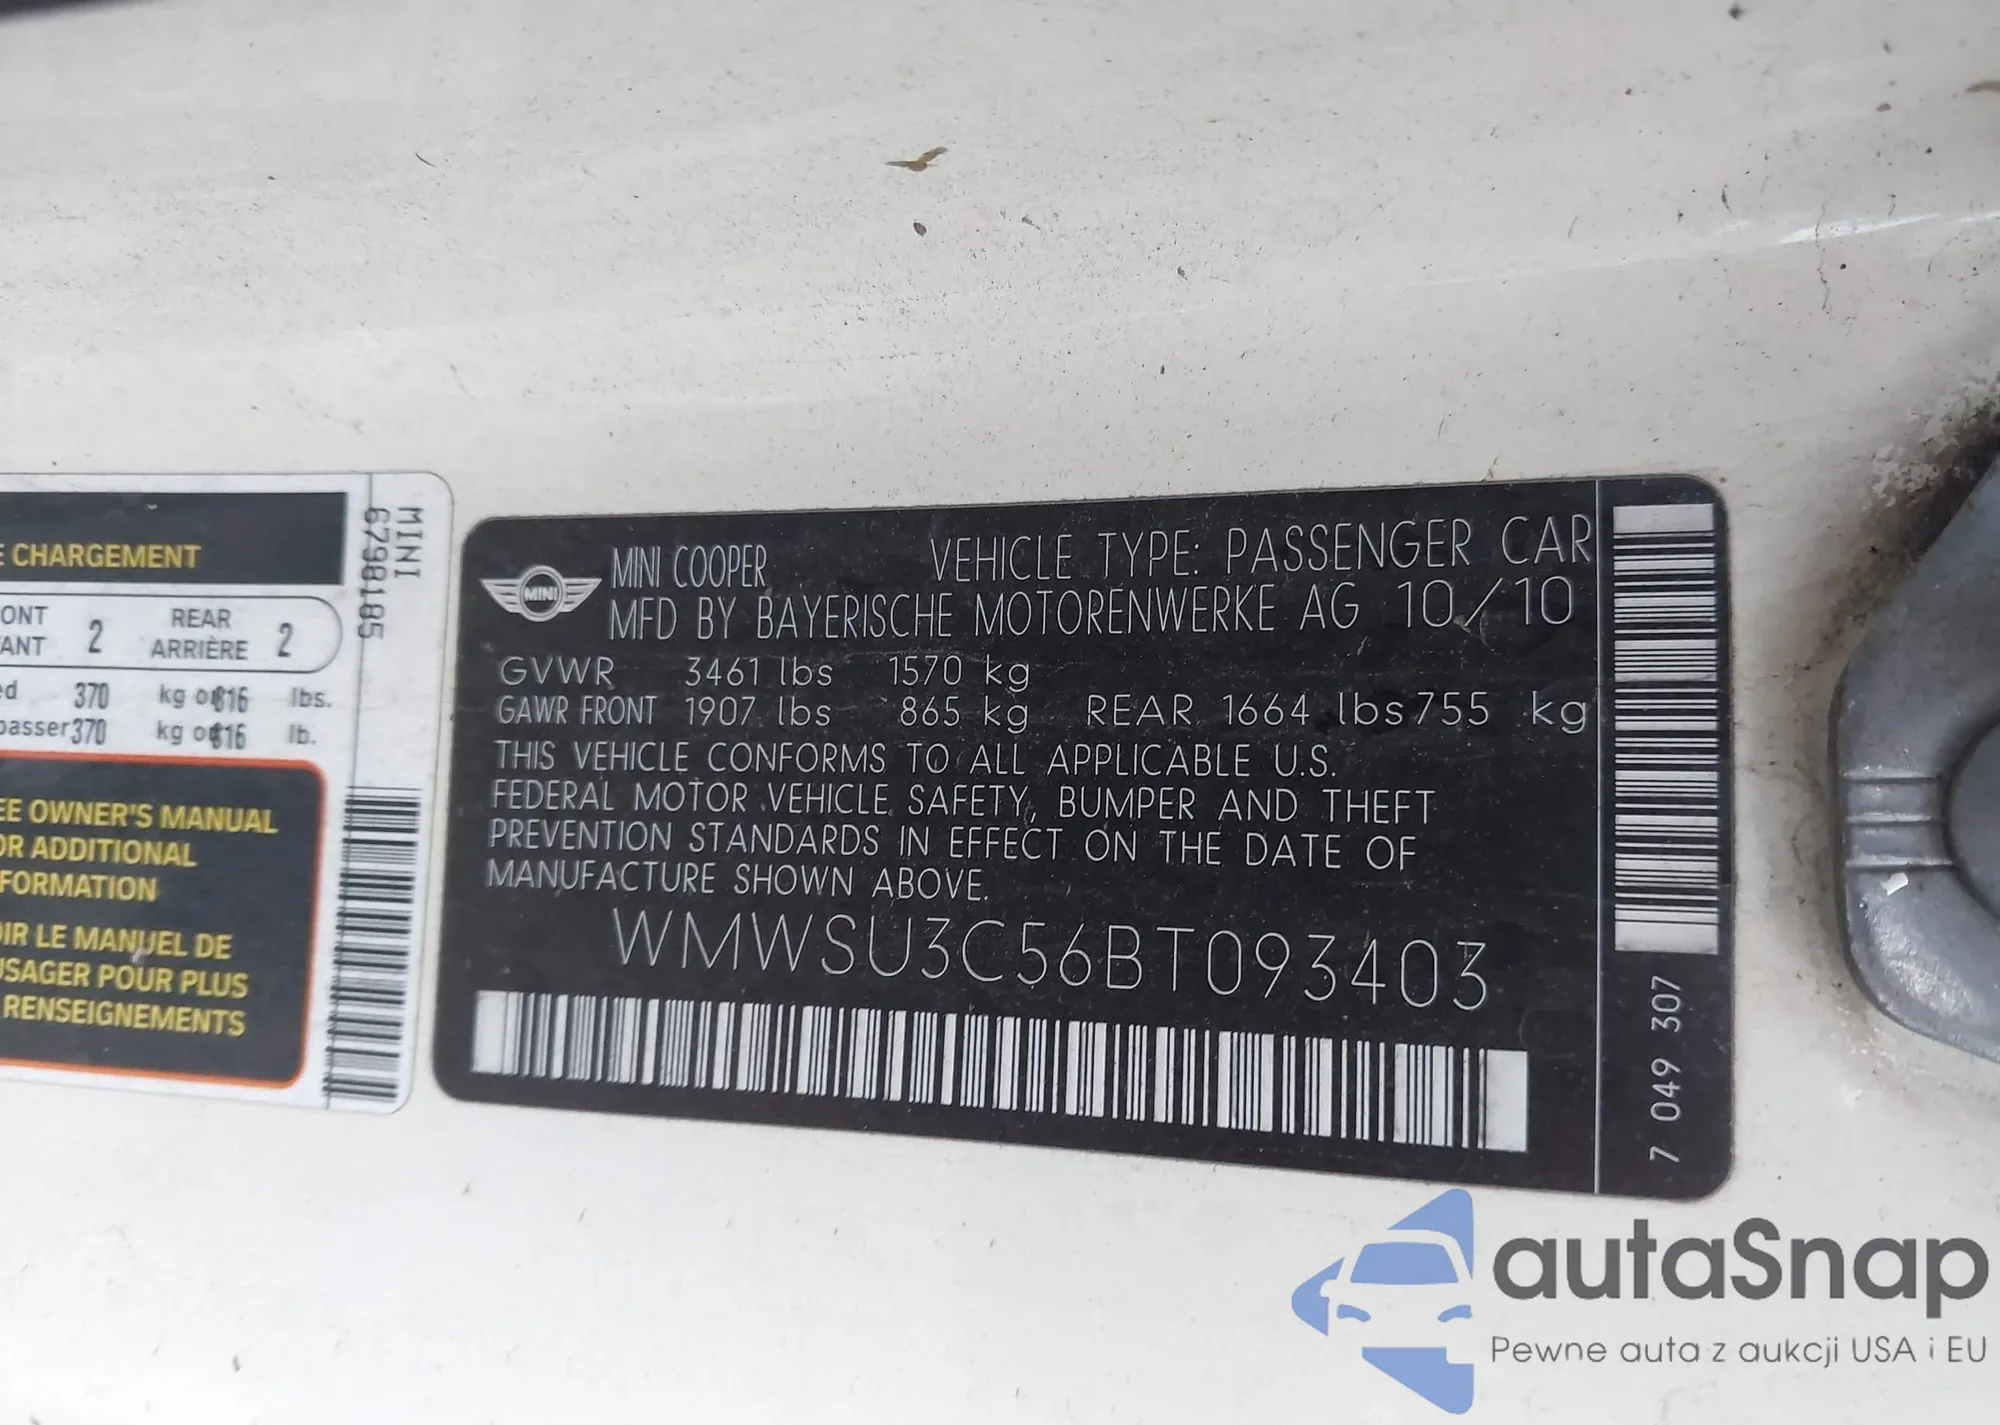 E CHARGEMENT
ONT
ANT
2
REAR
ARRIÈRE
2
ed 370 kg o 816 lbs.
passer 370 kg o 816 lb.
EE OWNER'S MANUAL
OR ADDITIONAL
FORMATION
OIR LE MANUEL DE
USAGER POUR PLUS
RENSEIGNEMENTS
MINI
6798185
MINI
MINI COOPER VEHICLE TYPE: PASSENGER CAR
MFD BY BAYERISCHE MOTORENWERKE AG 10/10
GVWR 3461 lbs 1570 kg
GAWR FRONT 1907 lbs 865 kg REAR 1664 lbs 755 kg
THIS VEHICLE CONFORMS TO ALL APPLICABLE U.S.
FEDERAL MOTOR VEHICLE SAFETY, BUMPER AND THEFT
PREVENTION STANDARDS IN EFFECT ON THE DATE OF
MANUFACTURE SHOWN ABOVE.
WMWSU3C56BT093403
7 049 307
autaSnap
Pewne auta z aukcji USA i EU